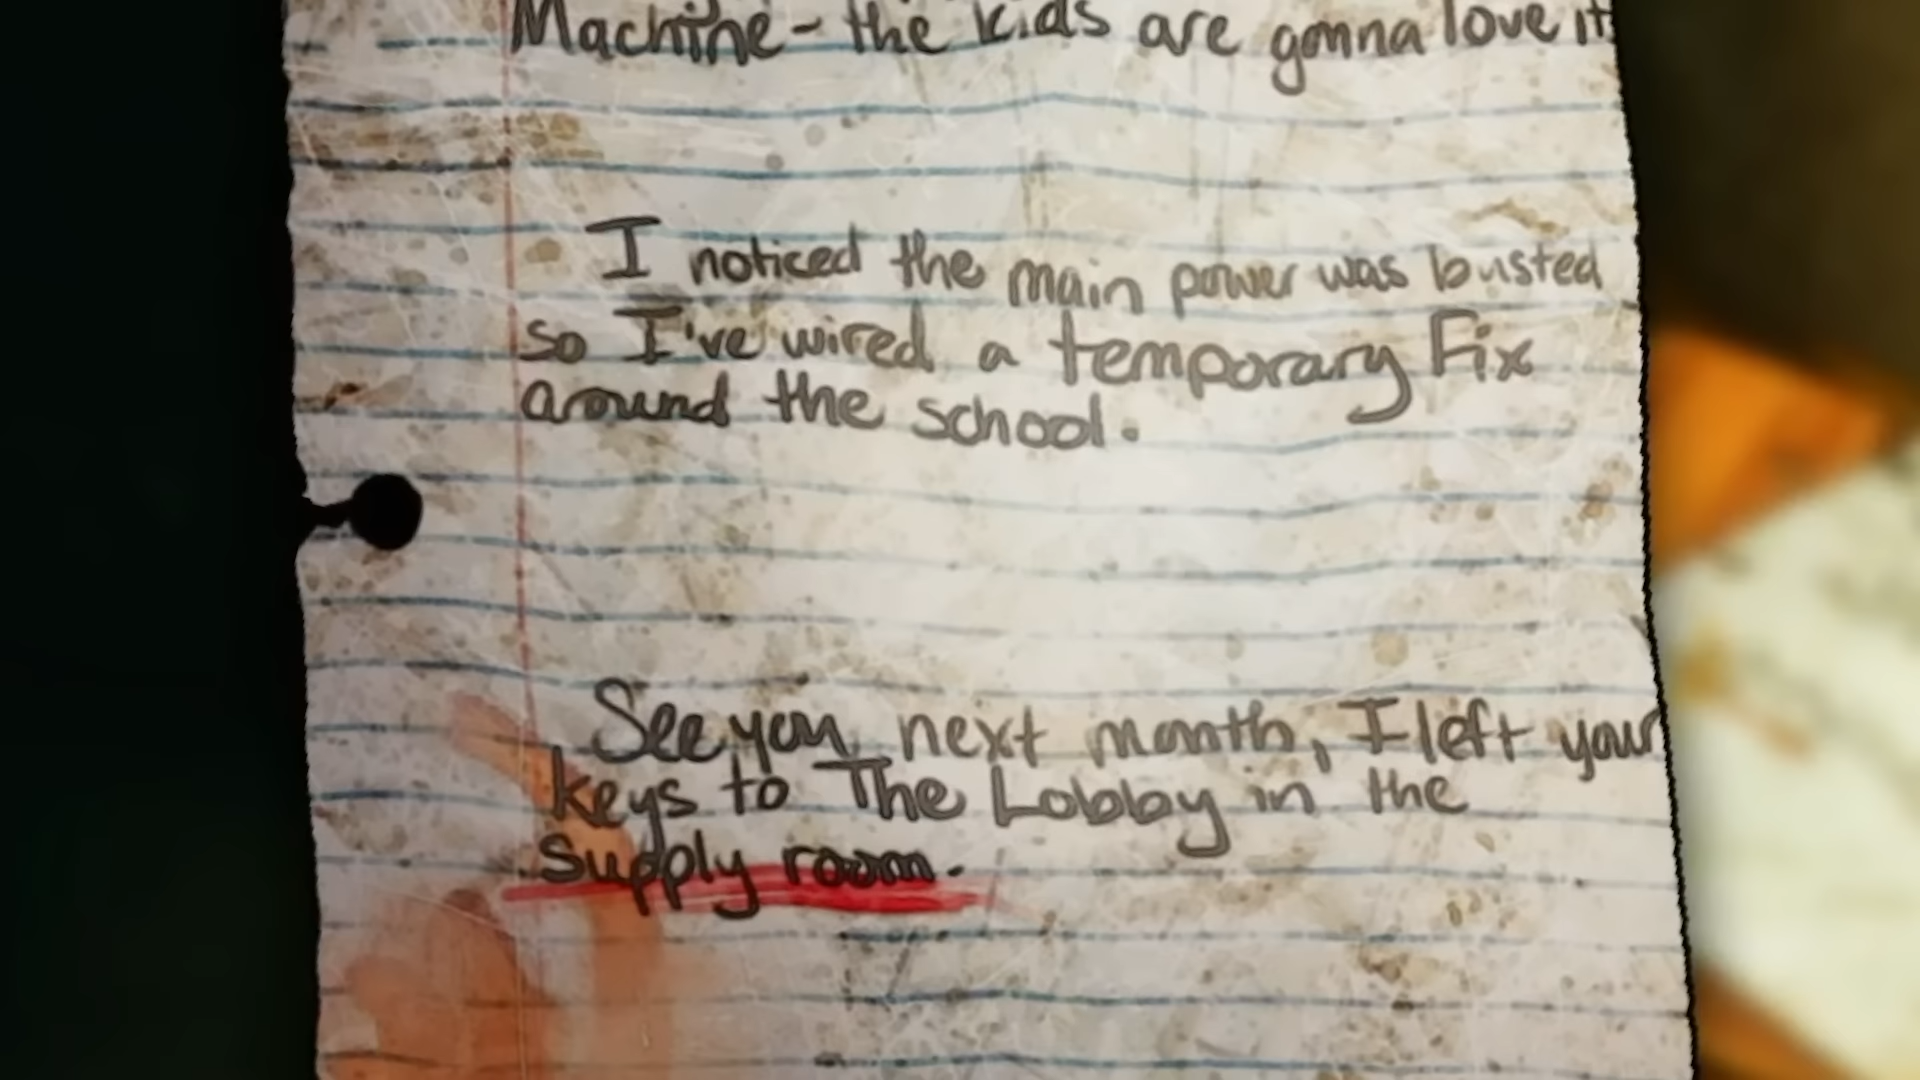 Machine - the kids are gonna love it
I noticed the main power was busted
so I've wired a temporary Fix
around the school.
See you next month, I left your
keys to The Lobby in the
supply room.